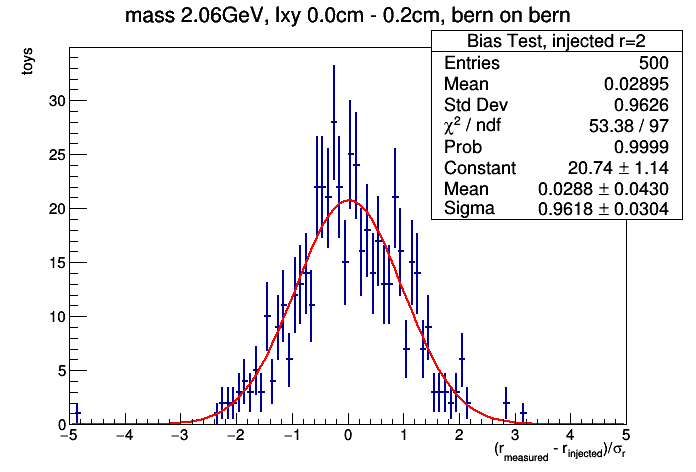 mass 2.06GeV, lxy 0.0cm - 0.2cm, bern on bern
Bias Test, injected r=2
Entries 500
Mean 0.02895
Std Dev 0.9626
χ² / ndf 53.38 / 97
Prob 0.9999
Constant 20.74 ± 1.14
Mean 0.0288 ± 0.0430
Sigma 0.9618 ± 0.0304
toys
30
25
20
15
10
5
0
−5 −4 −3 −2 −1 0 1 2 3 4 5
(r_measured - r_injected)/σ_r